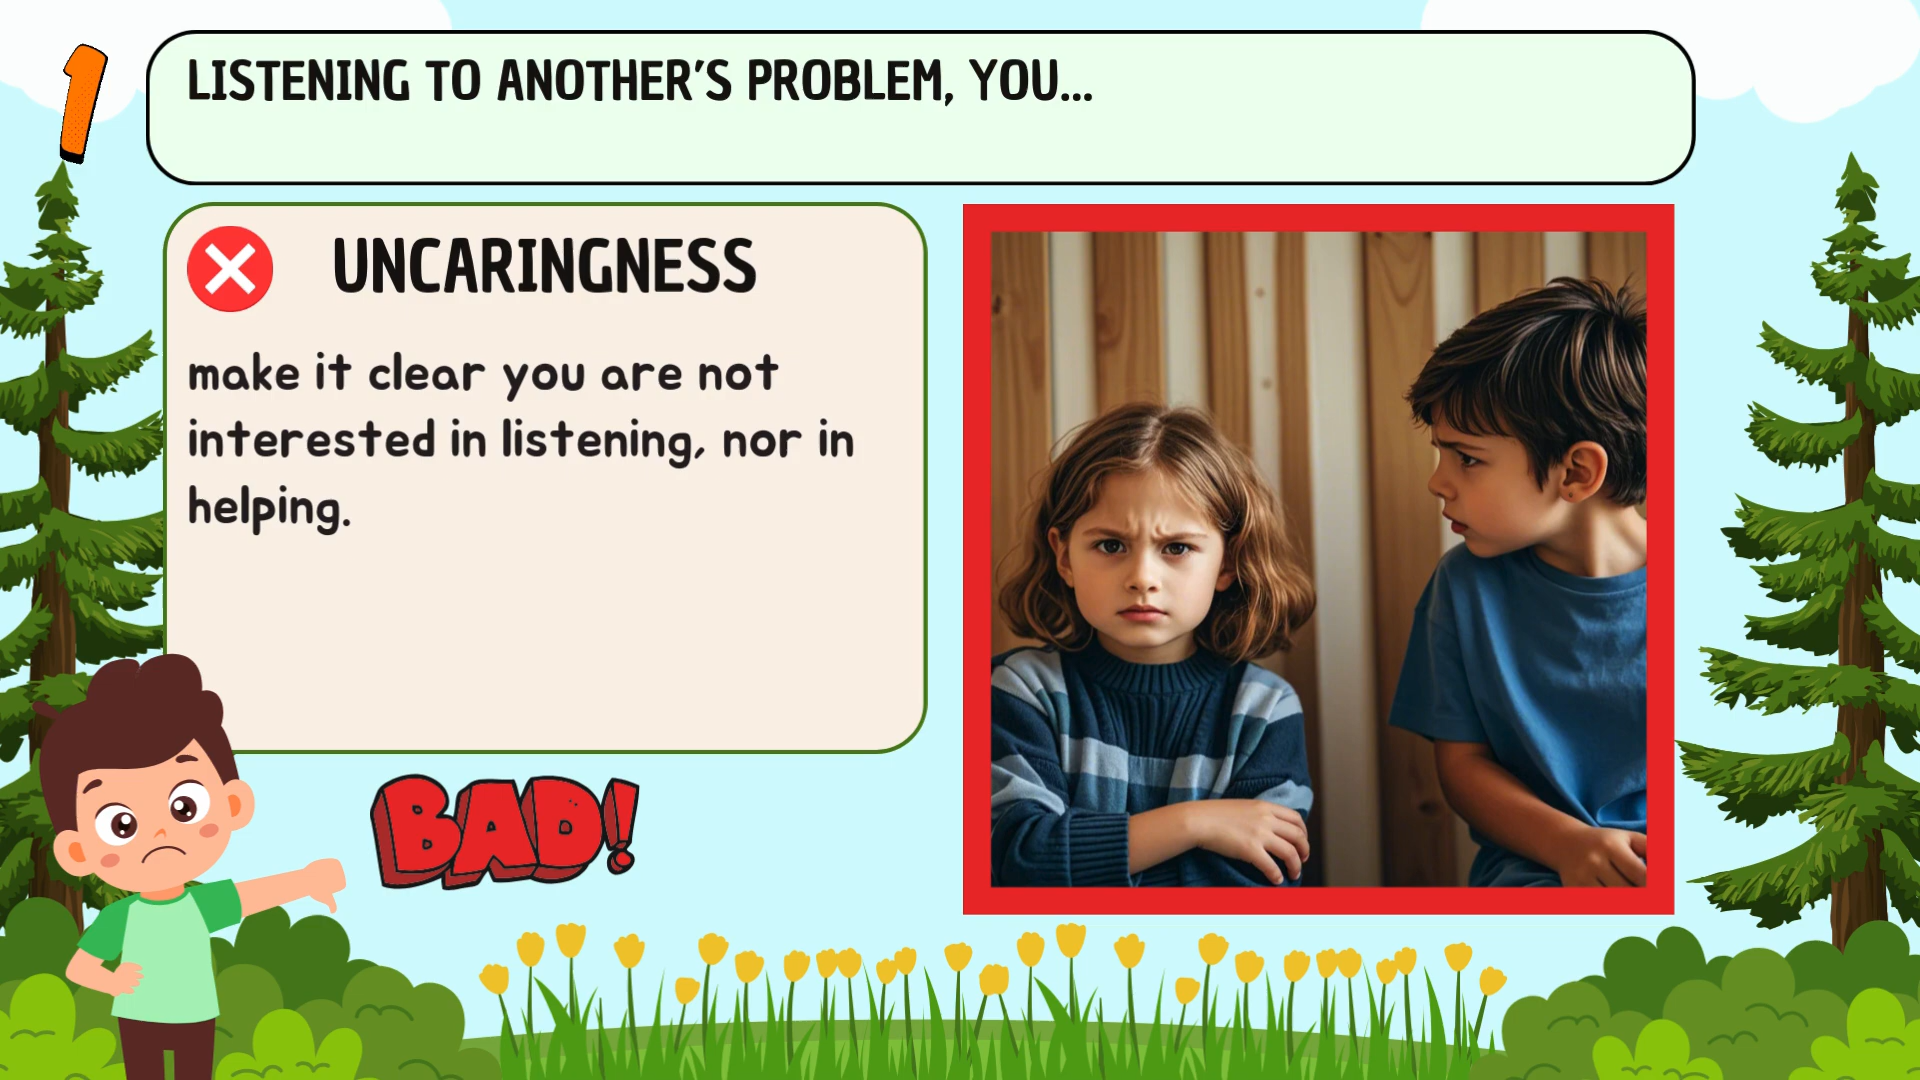 1
LISTENING TO ANOTHER'S PROBLEM, YOU...
UNCARINGNESS
make it clear you are not
interested in listening, nor in
helping.
BAD!